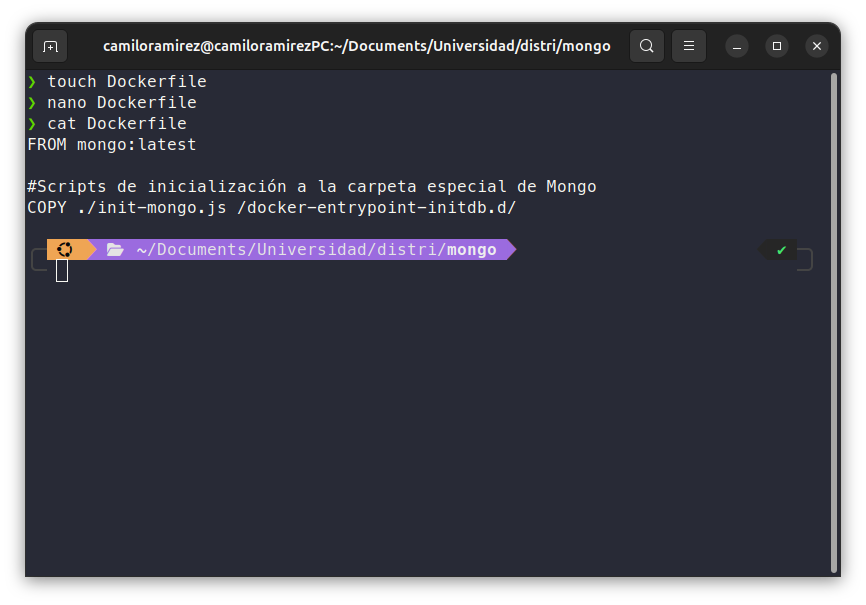 camiloramirez@camiloramirezPC:~/Documents/Universidad/distri/mongo
❯ touch Dockerfile
❯ nano Dockerfile
❯ cat Dockerfile
FROM mongo:latest
#Scripts de inicialización a la carpeta especial de Mongo
COPY ./init-mongo.js /docker-entrypoint-initdb.d/
~/Documents/Universidad/distri/mongo ✔